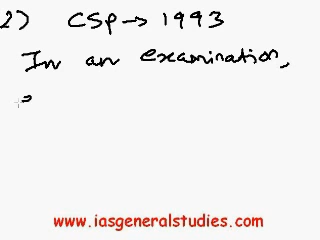 2) CSP → 1993
In an examination,
www.iasgeneralstudies.com